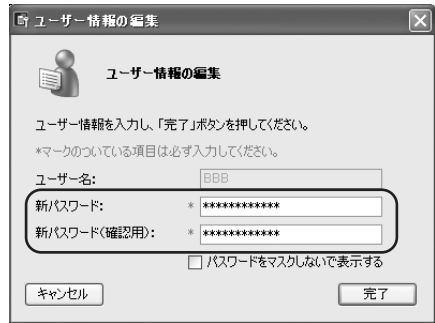 ユーザー情報の編集
ユーザー情報の編集
ユーザー情報を入力し、「完了」ボタンを押してください。
*マークのついている項目は必ず入力してください。
ユーザー名: BBB
新パスワード: * ************
新パスワード(確認用): * ************
パスワードをマスクしないで表示する
キャンセル 完了